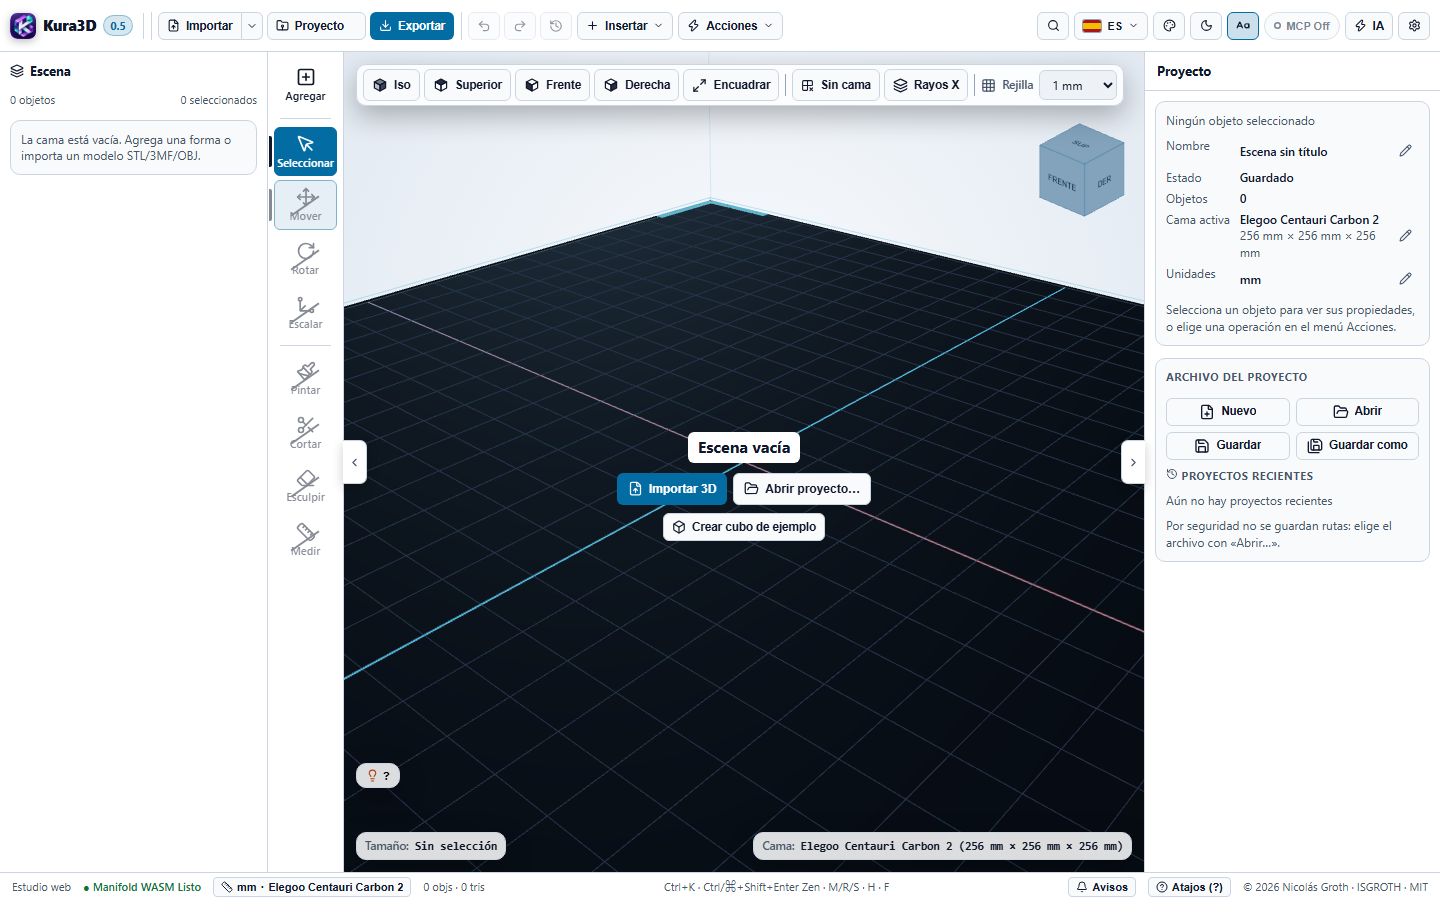 Kura3D 0.5
Importar
Proyecto
Exportar
Insertar
Acciones
ES
Aa
MCP Off
IA
Escena
0 objetos
0 seleccionados
La cama está vacía. Agrega una forma o
importa un modelo STL/3MF/OBJ.
Agregar
Seleccionar
Mover
Rotar
Escalar
Pintar
Cortar
Esculpir
Medir
Iso
Superior
Frente
Derecha
Encuadrar
Sin cama
Rayos X
Rejilla
1 mm
SUP
FRENTE
DER
Escena vacía
Importar 3D
Abrir proyecto...
Crear cubo de ejemplo
?
Tamaño: Sin selección
Cama: Elegoo Centauri Carbon 2 (256 mm × 256 mm × 256 mm)
Proyecto
Ningún objeto seleccionado
Nombre
Escena sin título
Estado
Guardado
Objetos
0
Cama activa
Elegoo Centauri Carbon 2
256 mm × 256 mm × 256
mm
Unidades
mm
Selecciona un objeto para ver sus propiedades,
o elige una operación en el menú Acciones.
ARCHIVO DEL PROYECTO
Nuevo
Abrir
Guardar
Guardar como
PROYECTOS RECIENTES
Aún no hay proyectos recientes
Por seguridad no se guardan rutas: elige el
archivo con «Abrir...».
Estudio web
● Manifold WASM Listo
mm · Elegoo Centauri Carbon 2
0 objs · 0 tris
Ctrl+K · Ctrl/⌘+Shift+Enter Zen · M/R/S · H · F
Avisos
Atajos (?)
© 2026 Nicolás Groth · ISGROTH · MIT